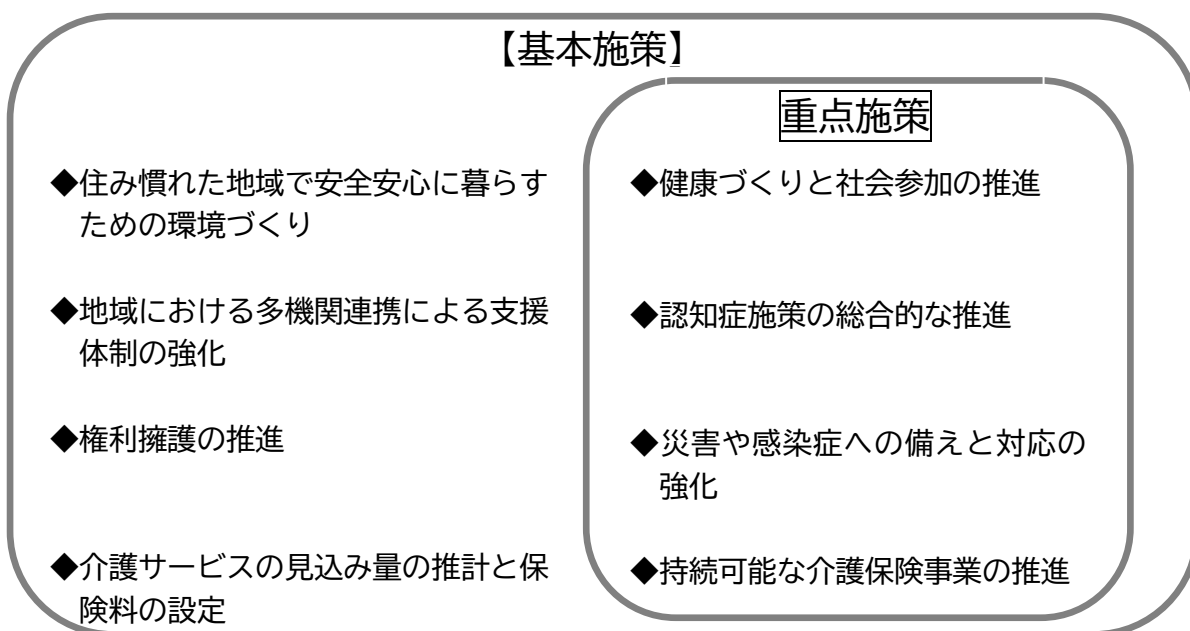 【基本施策】
重点施策
◆住み慣れた地域で安全安心に暮らす
ための環境づくり
◆地域における多機関連携による支援
体制の強化
◆権利擁護の推進
◆介護サービスの見込み量の推計と保
険料の設定
◆健康づくりと社会参加の推進
◆認知症施策の総合的な推進
◆災害や感染症への備えと対応の
強化
◆持続可能な介護保険事業の推進